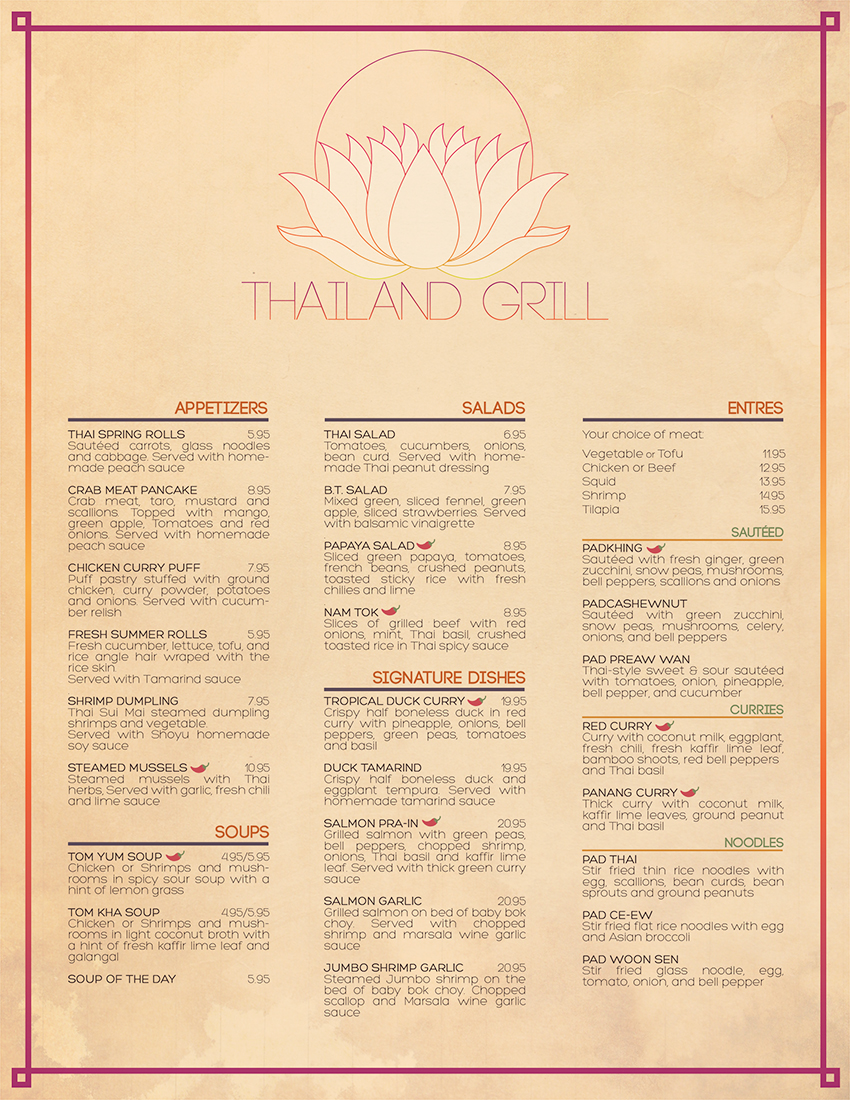 THAILAND GRILL
APPETIZERS
THAI SPRING ROLLS 5.95
Sautéed carrots, glass noodles
and cabbage. Served with home-
made peach sauce
CRAB MEAT PANCAKE 8.95
Crab meat, taro, mustard and
scallions. Topped with mango,
green apple, Tomatoes and red
onions. Served with homemade
peach sauce
CHICKEN CURRY PUFF 7.95
Puff pastry stuffed with ground
chicken, curry powder, potatoes
and onions. Served with cucum-
ber relish
FRESH SUMMER ROLLS 5.95
Fresh cucumber, lettuce, tofu, and
rice angle hair wraped with the
rice skin.
Served with Tamarind sauce
SHRIMP DUMPLING 7.95
Thai Sui Mai steamed dumpling
shrimps and vegetable.
Served with Shoyu homemade
soy sauce
STEAMED MUSSELS 10.95
Steamed mussels with Thai
herbs, Served with garlic, fresh chili
and lime sauce
SOUPS
TOM YUM SOUP 4.95/5.95
Chicken or Shrimps and mush-
rooms in spicy sour soup with a
hint of lemon grass
TOM KHA SOUP 4.95/5.95
Chicken or Shrimps and mush-
rooms in light coconut broth with
a hint of fresh kaffir lime leaf and
galangal
SOUP OF THE DAY 5.95
SALADS
THAI SALAD 6.95
Tomatoes, cucumbers, onions,
bean curd. Served with home-
made Thai peanut dressing
B.T. SALAD 7.95
Mixed green, sliced fennel, green
apple, sliced strawberries. Served
with balsamic vinaigrette
PAPAYA SALAD 8.95
Sliced green papaya, tomatoes,
french beans, crushed peanuts,
toasted sticky rice with fresh
chilies and lime
NAM TOK 8.95
Slices of grilled beef with red
onions, mint, Thai basil, crushed
toasted rice in Thai spicy sauce
SIGNATURE DISHES
TROPICAL DUCK CURRY 19.95
Crispy half boneless duck in red
curry with pineapple, onions, bell
peppers, green peas, tomatoes
and basil
DUCK TAMARIND 19.95
Crispy half boneless duck and
eggplant tempura. Served with
homemade tamarind sauce
SALMON PRA-IN 20.95
Grilled salmon with green peas,
bell peppers, chopped shrimp,
onions, Thai basil and kaffir lime
leaf. Served with thick green curry
sauce
SALMON GARLIC 20.95
Grilled salmon on bed of baby bok
choy. Served with chopped
shrimp and marsala wine garlic
sauce
JUMBO SHRIMP GARLIC 20.95
Steamed Jumbo shrimp on the
bed of baby bok choy. Chopped
scallop and Marsala wine garlic
sauce
ENTRES
Your choice of meat:
Vegetable or Tofu 11.95
Chicken or Beef 12.95
Squid 13.95
Shrimp 14.95
Tilapia 15.95
SAUTÉED
PADKHING
Sautéed with fresh ginger, green
zucchini, snow peas, mushrooms,
bell peppers, scallions and onions
PADCASHEWNUT
Sautéed with green zucchini,
snow peas, mushrooms, celery,
onions, and bell peppers
PAD PREAW WAN
Thai-style sweet & sour sautéed
with tomatoes, onion, pineapple,
bell pepper, and cucumber
CURRIES
RED CURRY
Curry with coconut milk, eggplant,
fresh chili, fresh kaffir lime leaf,
bamboo shoots, red bell peppers
and Thai basil
PANANG CURRY
Thick curry with coconut milk,
kaffir lime leaves, ground peanut
and Thai basil
NOODLES
PAD THAI
Stir fried thin rice noodles with
egg, scallions, bean curds, bean
sprouts and ground peanuts
PAD CE-EW
Stir fried flat rice noodles with egg
and Asian broccoli
PAD WOON SEN
Stir fried glass noodle, egg,
tomato, onion, and bell pepper